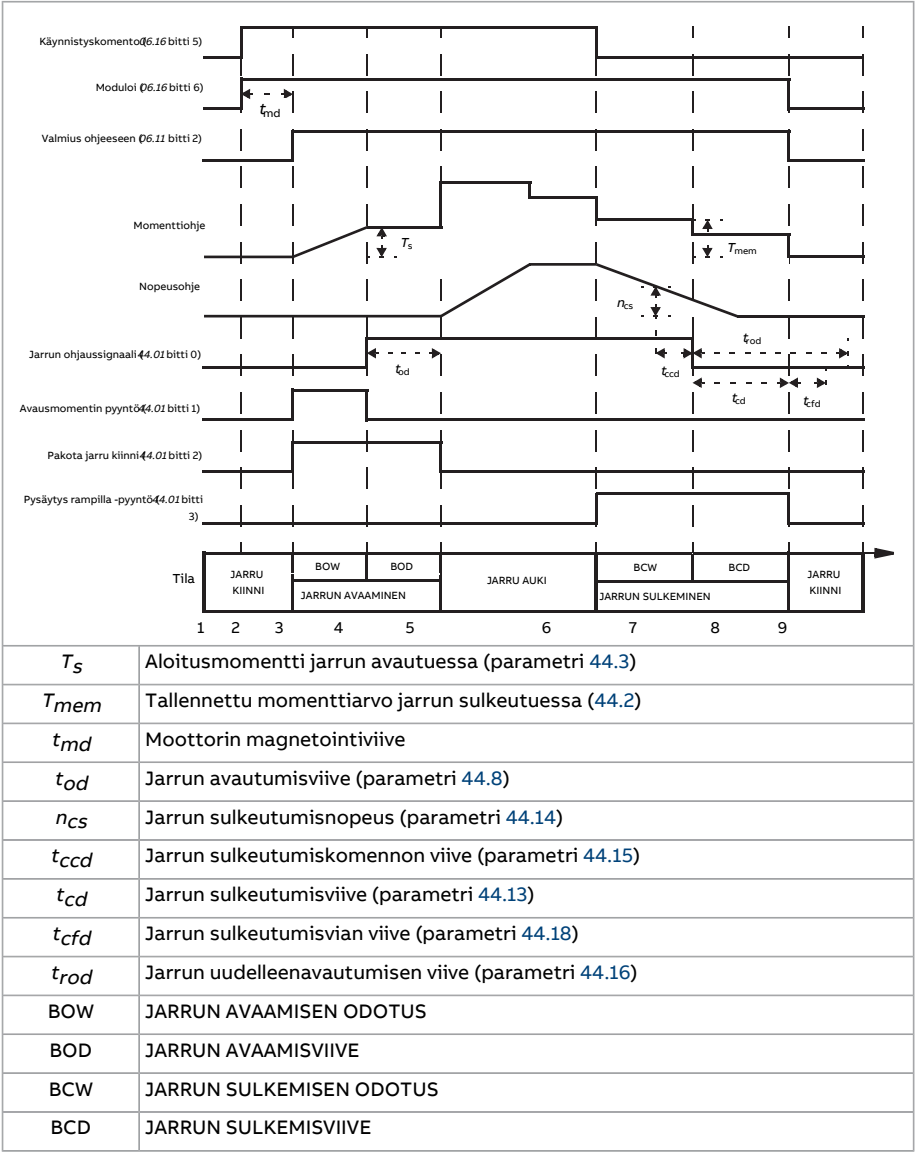 Käynnistyskomento (06.16 bitti 5)
Moduloi (06.16 bitti 6)
tmd
Valmius ohjeeseen (06.11 bitti 2)
Momenttiohje
Ts
Tmem
Nopeusohje
ncs
Jarrun ohjaussignaali (44.01 bitti 0)
tod
tccd
trod
tcd
tcfd
Avausmomentin pyyntö (44.01 bitti 1)
Pakota jarru kiinni (44.01 bitti 2)
Pysäytys rampilla -pyyntö (44.01 bitti
3)
Tila
JARRU
KIINNI
BOW
BOD
JARRUN AVAAMINEN
JARRU AUKI
BCW
BCD
JARRUN SULKEMINEN
JARRU
KIINNI
1 2 3 4 5 6 7 8 9
Ts Aloitusmomentti jarrun avautuessa (parametri 44.3)
Tmem Tallennettu momenttiarvo jarrun sulkeutuessa (44.2)
tmd Moottorin magnetointiviive
tod Jarrun avautumisviive (parametri 44.8)
ncs Jarrun sulkeutumisnopeus (parametri 44.14)
tccd Jarrun sulkeutumiskomennon viive (parametri 44.15)
tcd Jarrun sulkeutumisviive (parametri 44.13)
tcfd Jarrun sulkeutumisvian viive (parametri 44.18)
trod Jarrun uudelleenavautumisen viive (parametri 44.16)
BOW JARRUN AVAAMISEN ODOTUS
BOD JARRUN AVAAMISVIIVE
BCW JARRUN SULKEMISEN ODOTUS
BCD JARRUN SULKEMISVIIVE